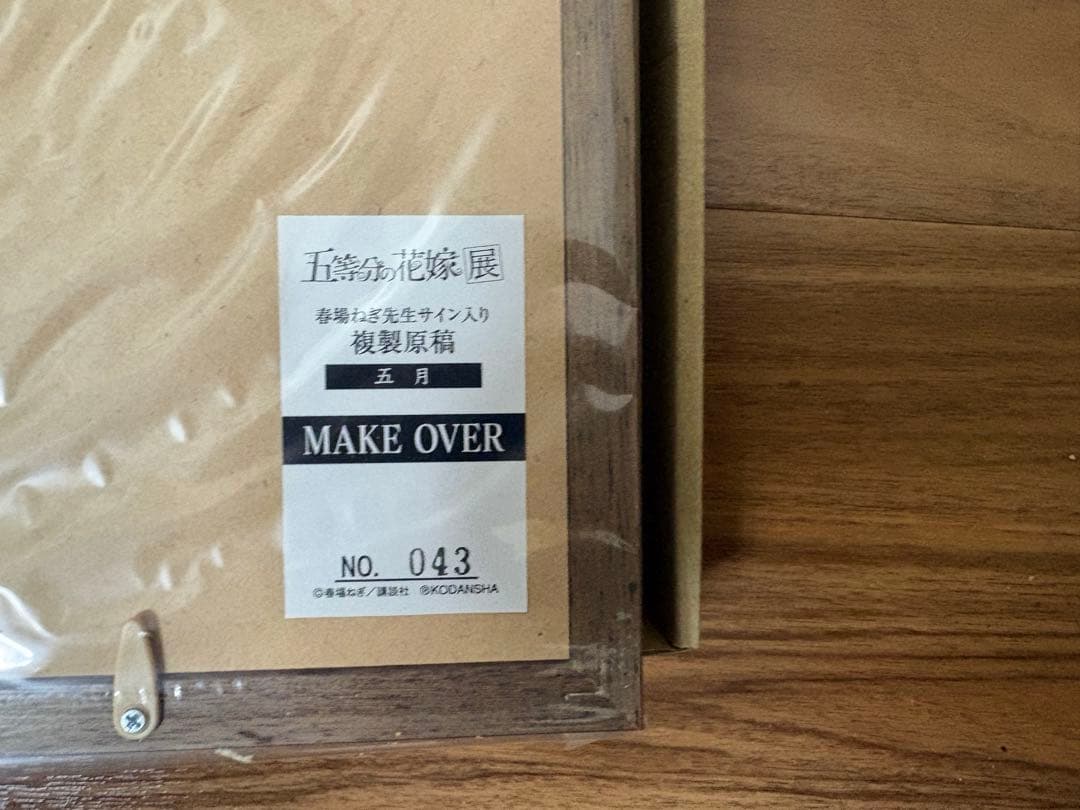 五等分の花嫁展
春場ねぎ先生サイン入り
複製原稿
五月
MAKE OVER
NO. 043
©春場ねぎ/講談社 ℗KODANSHA